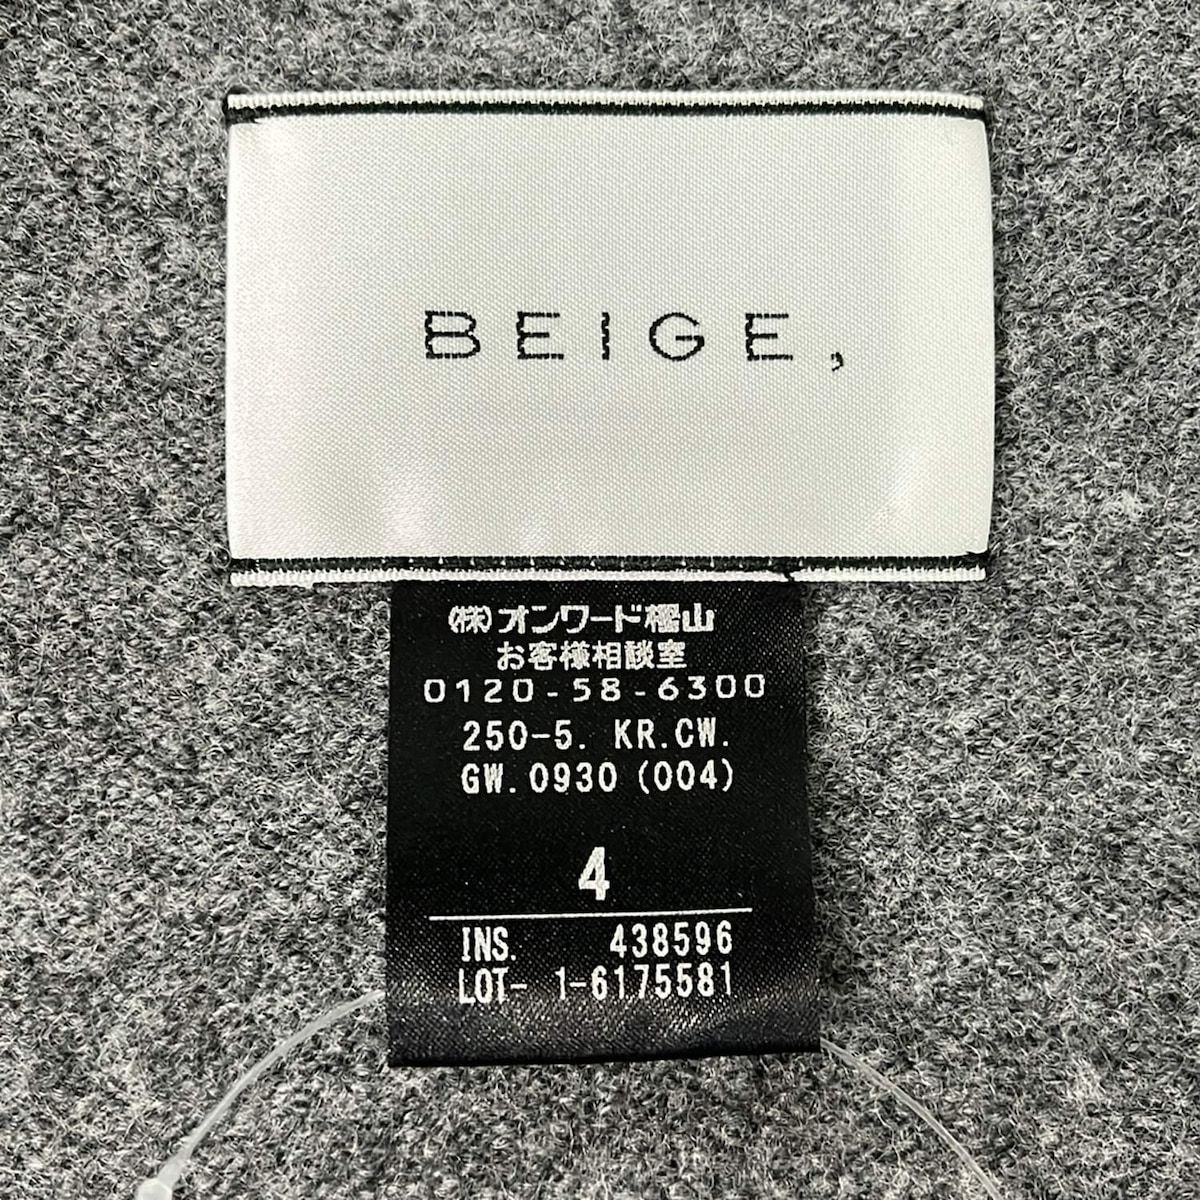 BEIGE,
㈱オンワード樫山
お客様相談室
0120-58-6300
250-5. KR.CW.
GW.0930 (004)
4
INS. 438596
LOT- 1-6175581